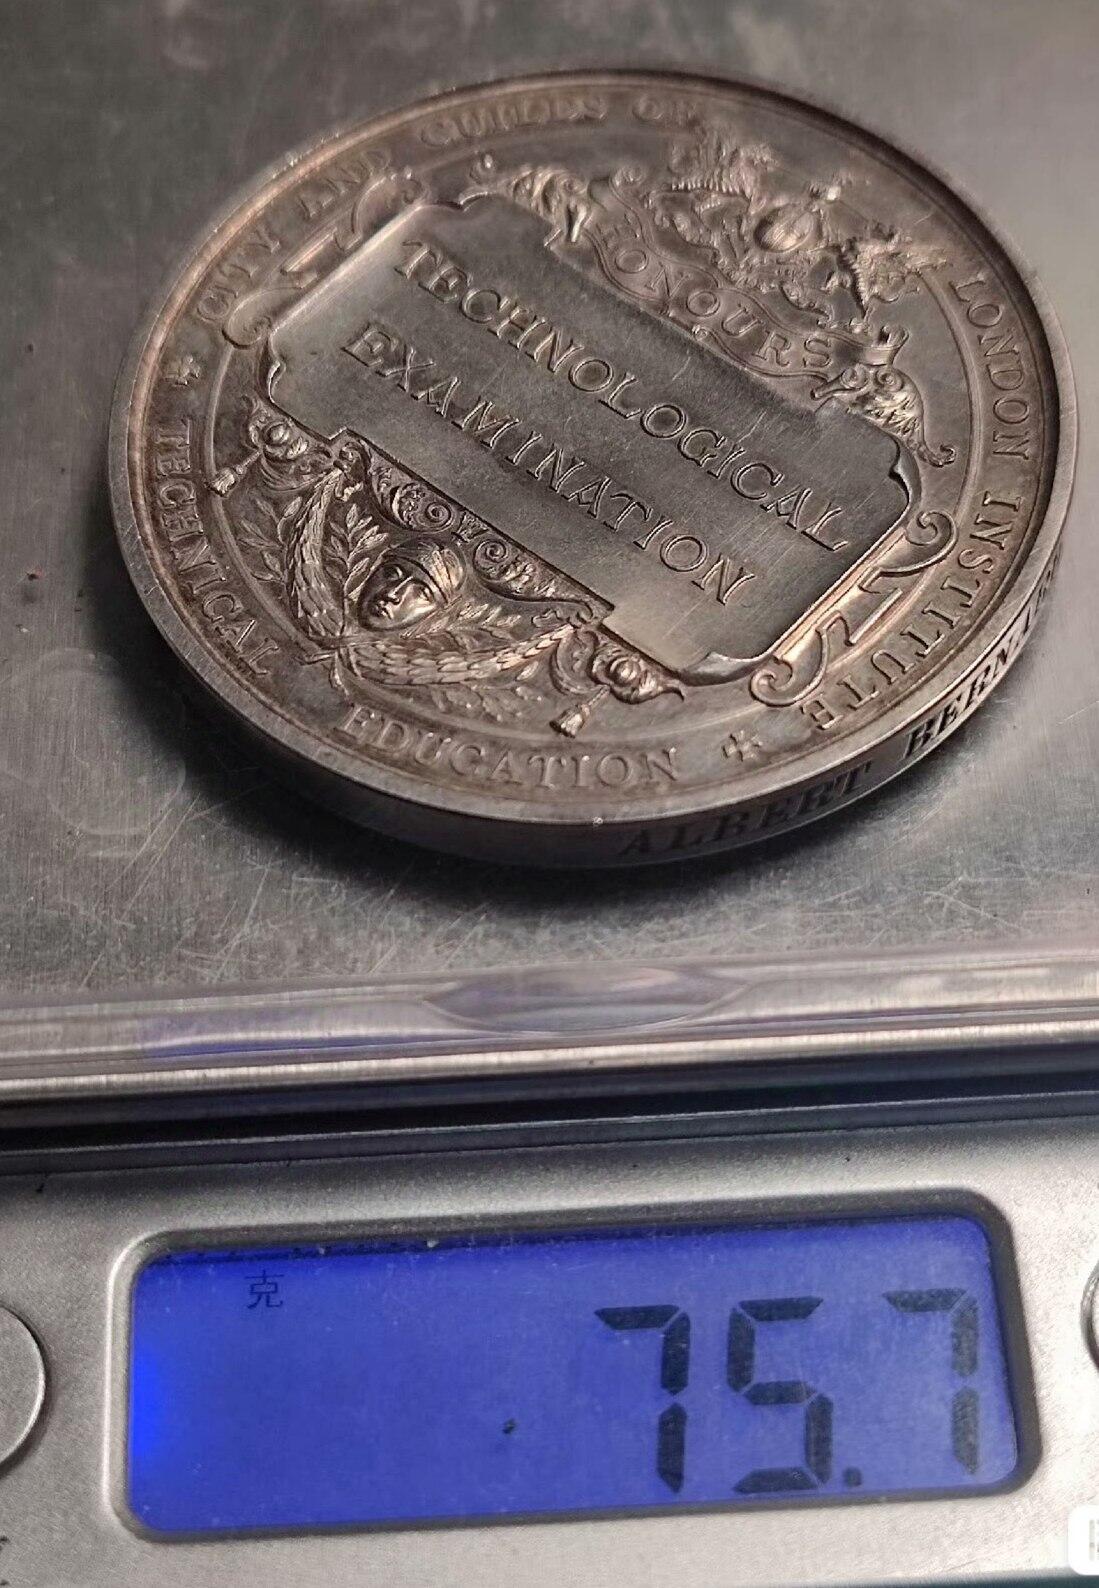 CITY AND GUILDS OF LONDON INSTITUTE
HONOURS
TECHNOLOGICAL
EXAMINATION
TECHNICAL EDUCATION
ALBERT
克
75.7